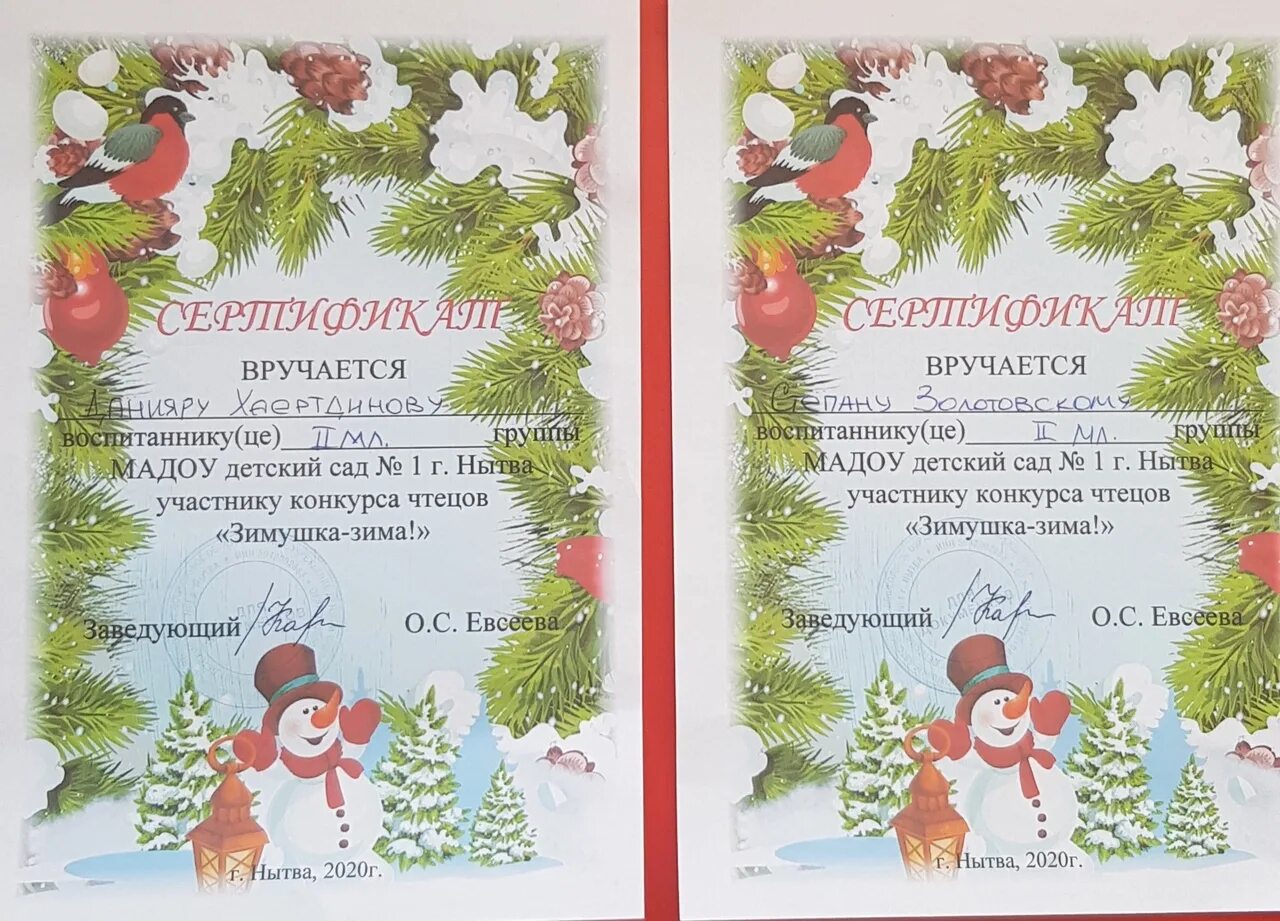 СЕРТИФИКАТ
ВРУЧАЕТСЯ
Данияру Хаертдинову
воспитаннику(це) II мл. группы
МАДОУ детский сад № 1 г. Нытва
участнику конкурса чтецов
«Зимушка-зима!»
Заведующий О.С. Евсеева
г. Нытва, 2020г.
СЕРТИФИКАТ
ВРУЧАЕТСЯ
Степану Золотовскому
воспитаннику(це) II мл. группы
МАДОУ детский сад № 1 г. Нытва
участнику конкурса чтецов
«Зимушка-зима!»
Заведующий О.С. Евсеева
г. Нытва, 2020г.